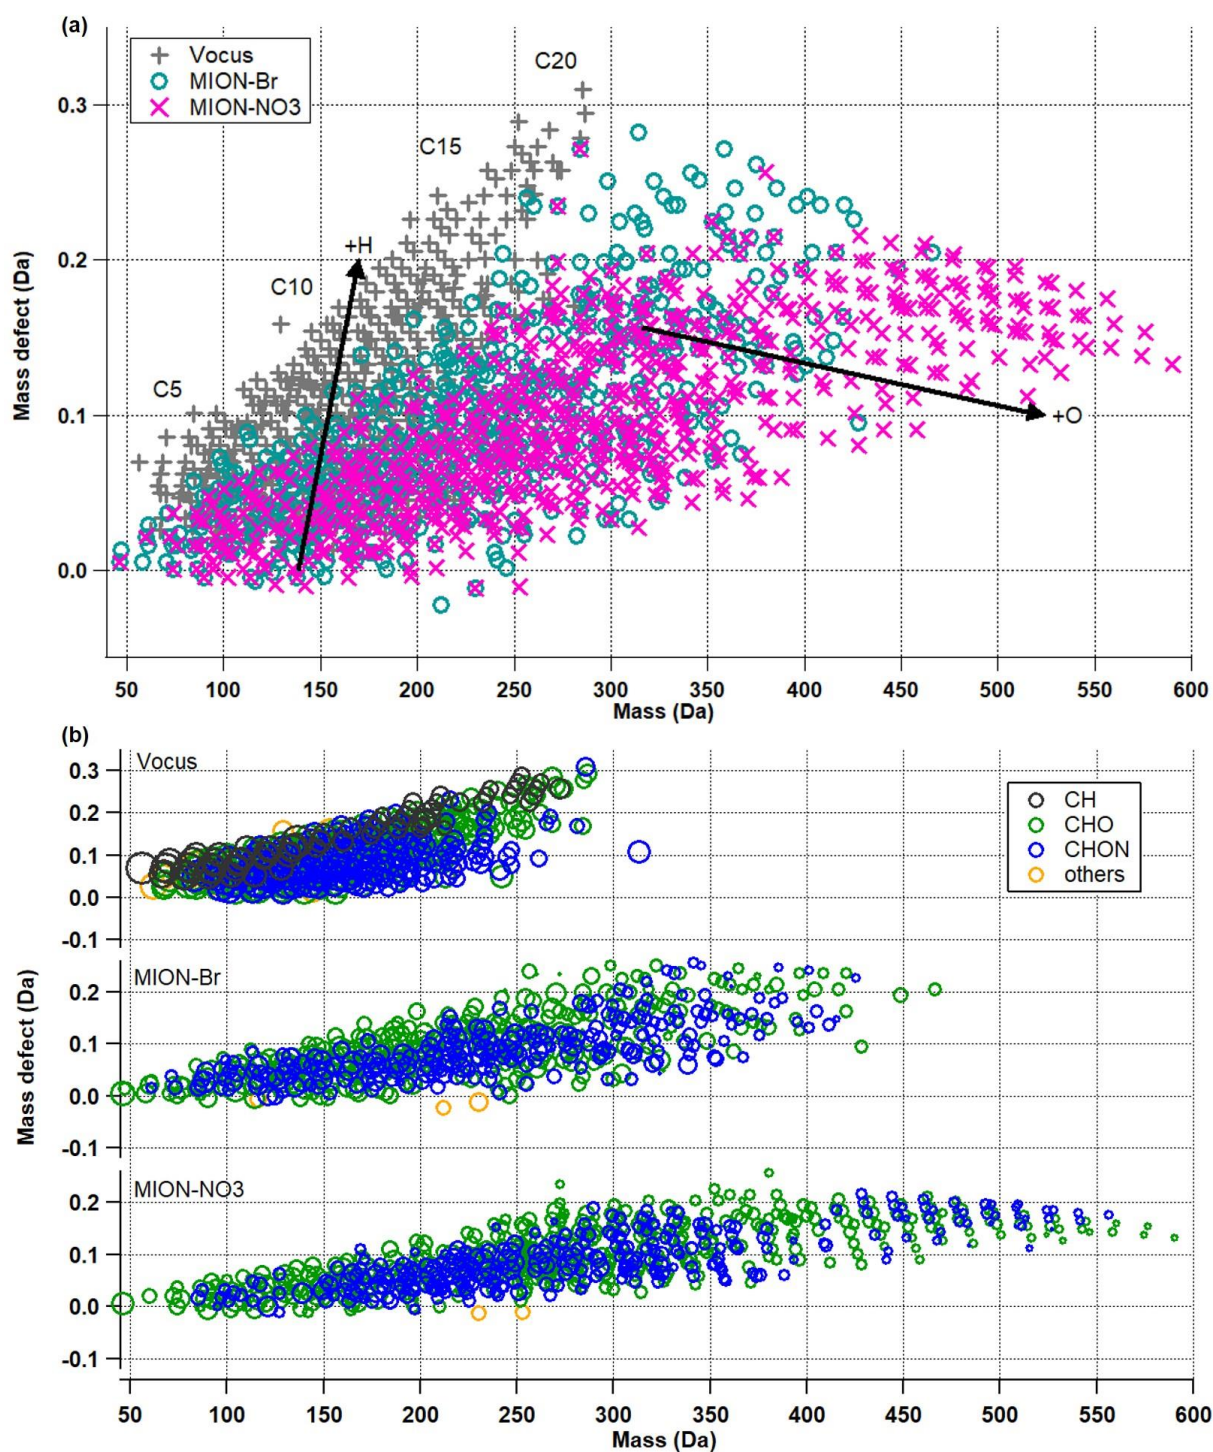 (a)
Vocus
MION-Br
MION-NO3
C20
C15
C10
C5
+H
+O
0.3
0.2
0.1
0.0
Mass defect (Da)
50 100 150 200 250 300 350 400 450 500 550 600
Mass (Da)
(b)
Vocus
0.3
0.2
0.1
0.0
-0.1
CH
CHO
CHON
others
MION-Br
0.2
0.1
0.0
-0.1
Mass defect (Da)
MION-NO3
0.2
0.1
0.0
-0.1
50 100 150 200 250 300 350 400 450 500 550 600
Mass (Da)